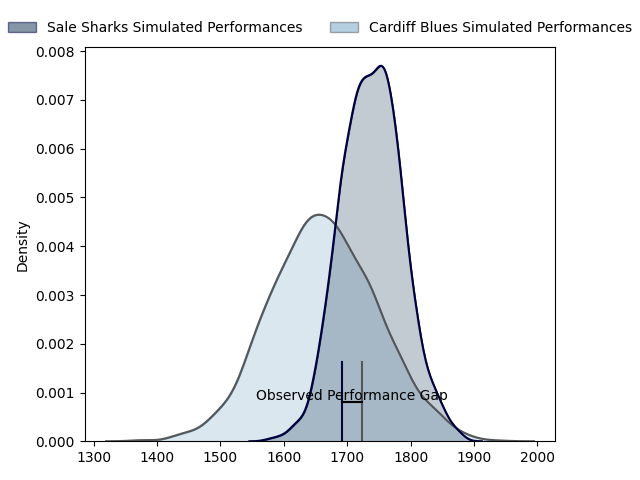 Sale Sharks Simulated Performances Cardiff Blues Simulated Performances
0.008
0.007
0.006
0.005
0.004
0.003
0.002
0.001
0.000
Density
Observed Performance Gap
1300 1400 1500 1600 1700 1800 1900 2000